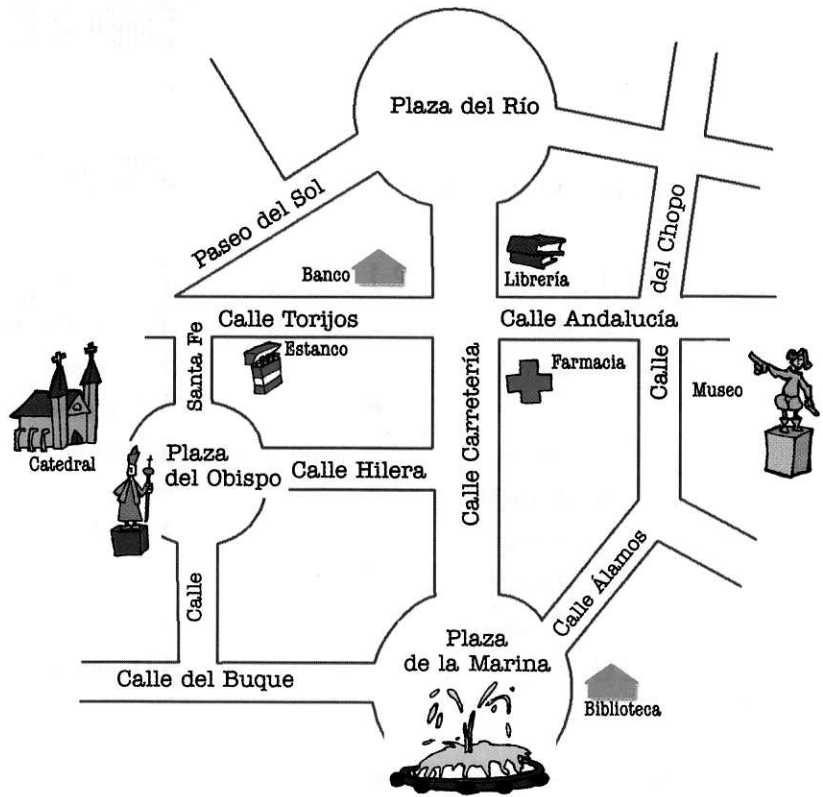 Plaza del Río
Paseo del Sol
del Chopo
Banco
Librería
Calle Torijos
Calle Andalucía
Santa Fe
Estanco
Calle Carretería
Farmacia
Calle
Museo
Catedral
Plaza
del Obispo
Calle Hilera
Calle
Calle Álamos
Plaza
de la Marina
Calle del Buque
Biblioteca